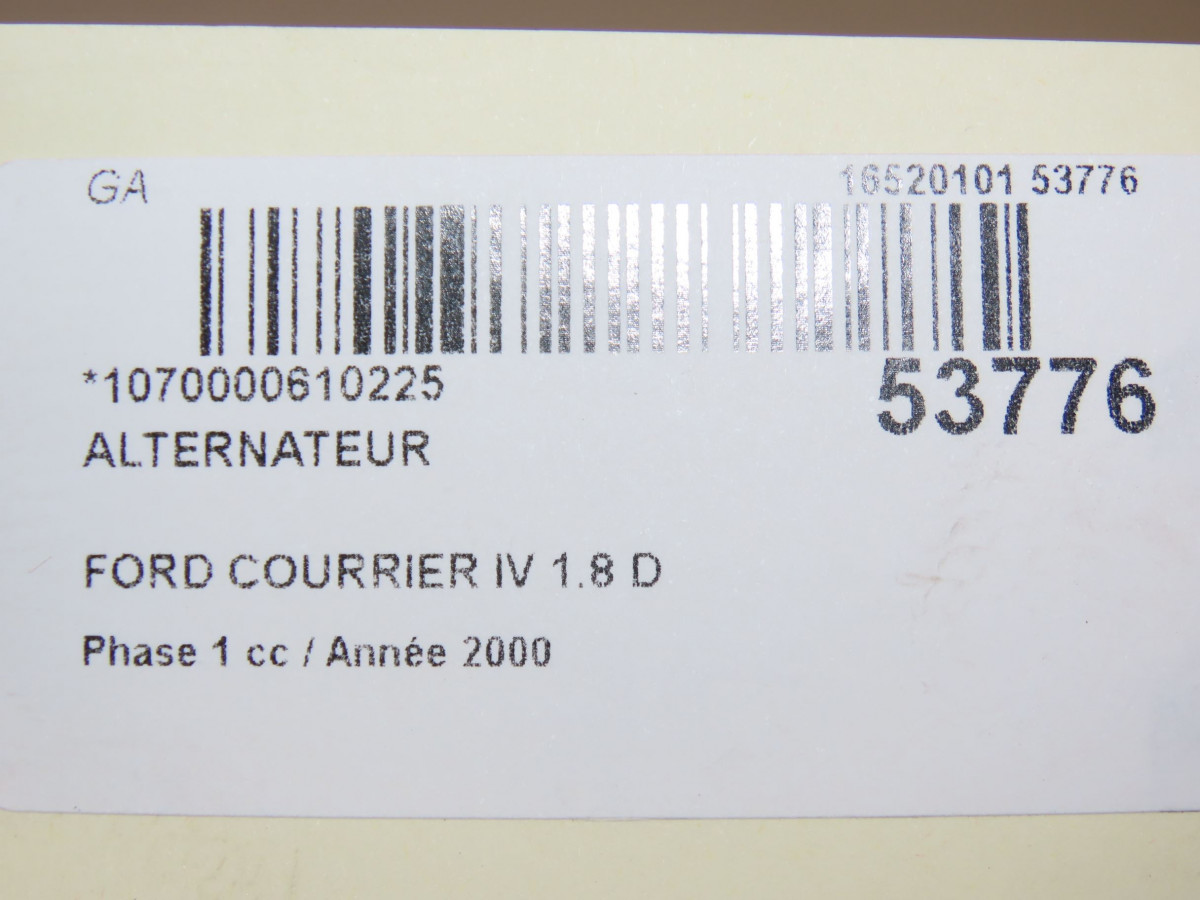 GA 16520101 53776
*1070000610225 53776
ALTERNATEUR
FORD COURRIER IV 1.8 D
Phase 1 cc / Année 2000